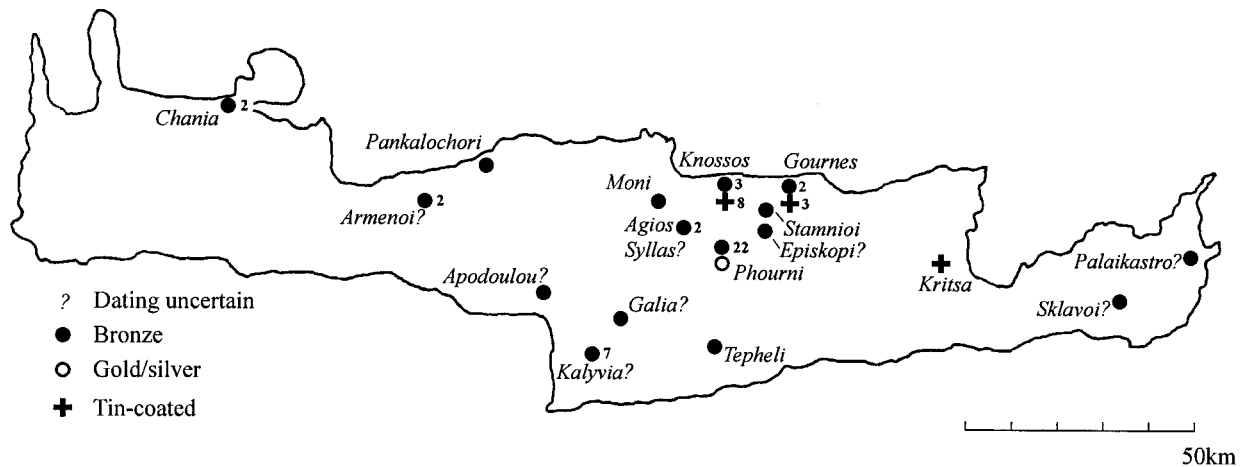 Chania 2
Pankalochori
Armenoi? 2
Knossos 3
8
Gournes 2
3
Moni
Agios 2
Syllas?
Stamnioi
Episkopi?
22
Phourni
Kritsa
Palaikastro?
Sklavoi?
Apodoulou?
Galia?
7
Kalyvia?
Tepheli
? Dating uncertain
Bronze
Gold/silver
Tin-coated
50km